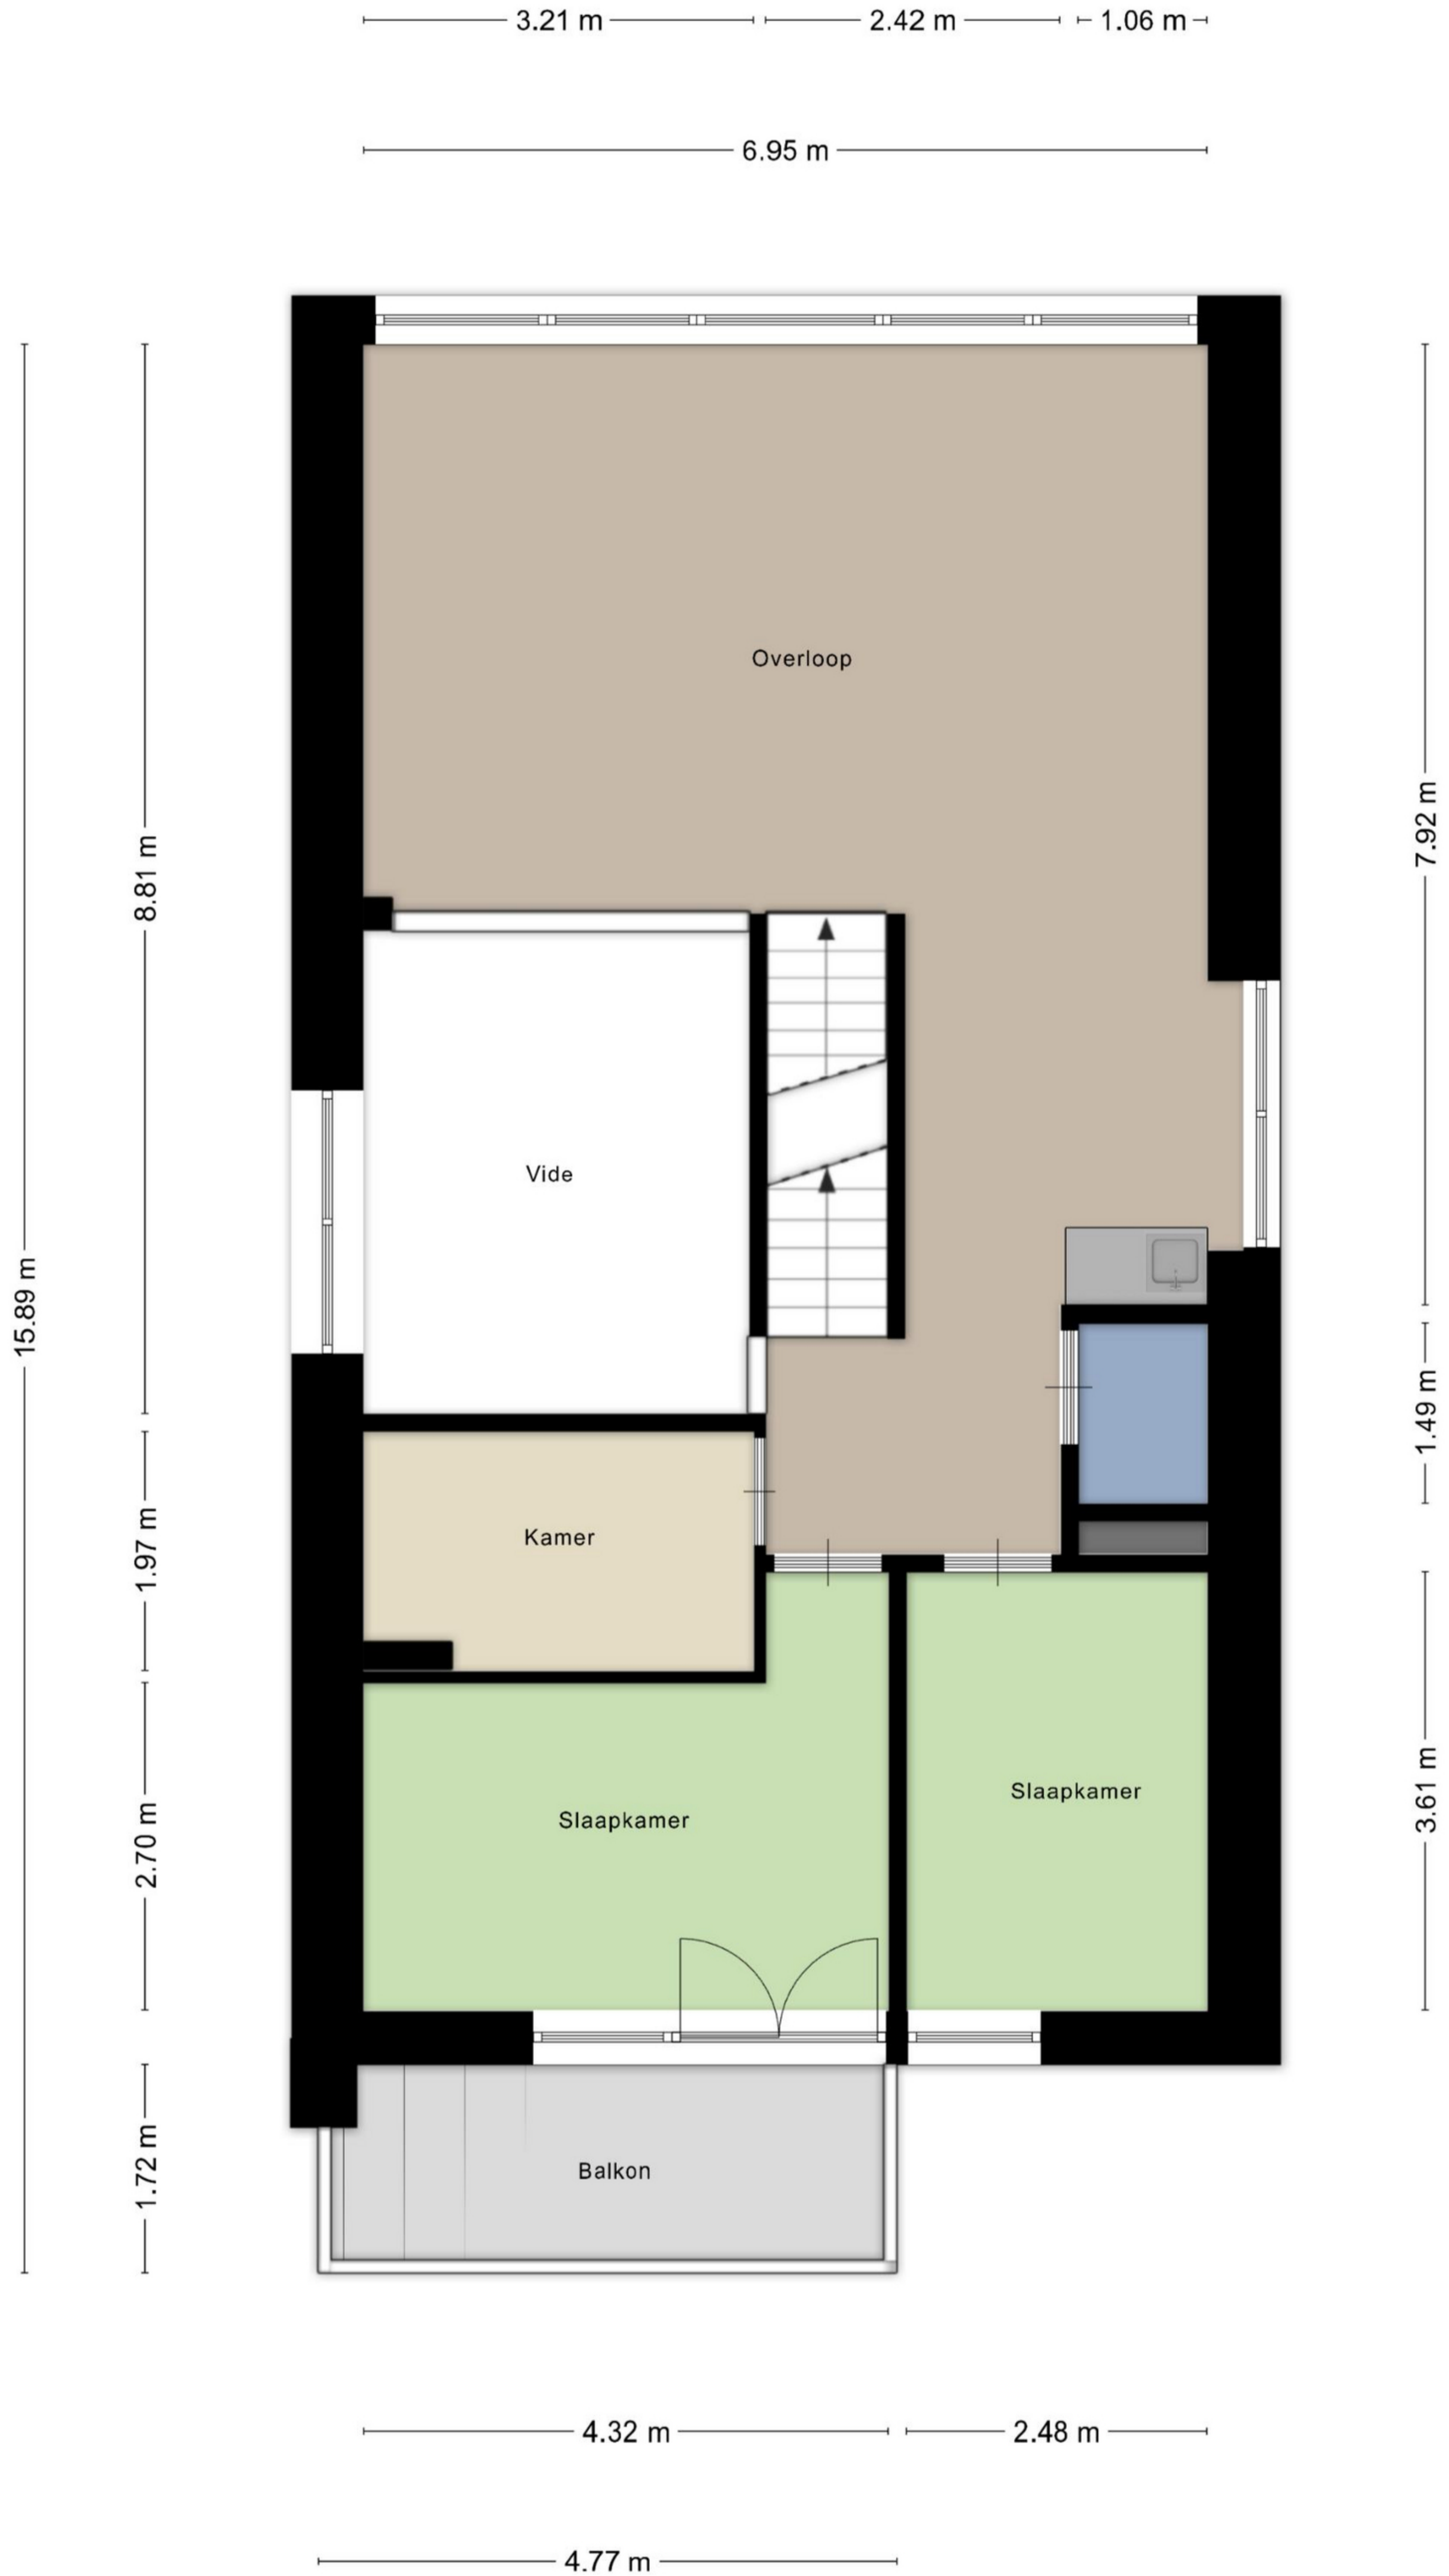 3.21 m
2.42 m
1.06 m
6.95 m
Overloop
7.92 m
8.81 m
Vide
15.89 m
1.49 m
Kamer
1.97 m
Slaapkamer
Slaapkamer
3.61 m
2.70 m
Balkon
1.72 m
4.32 m
2.48 m
4.77 m